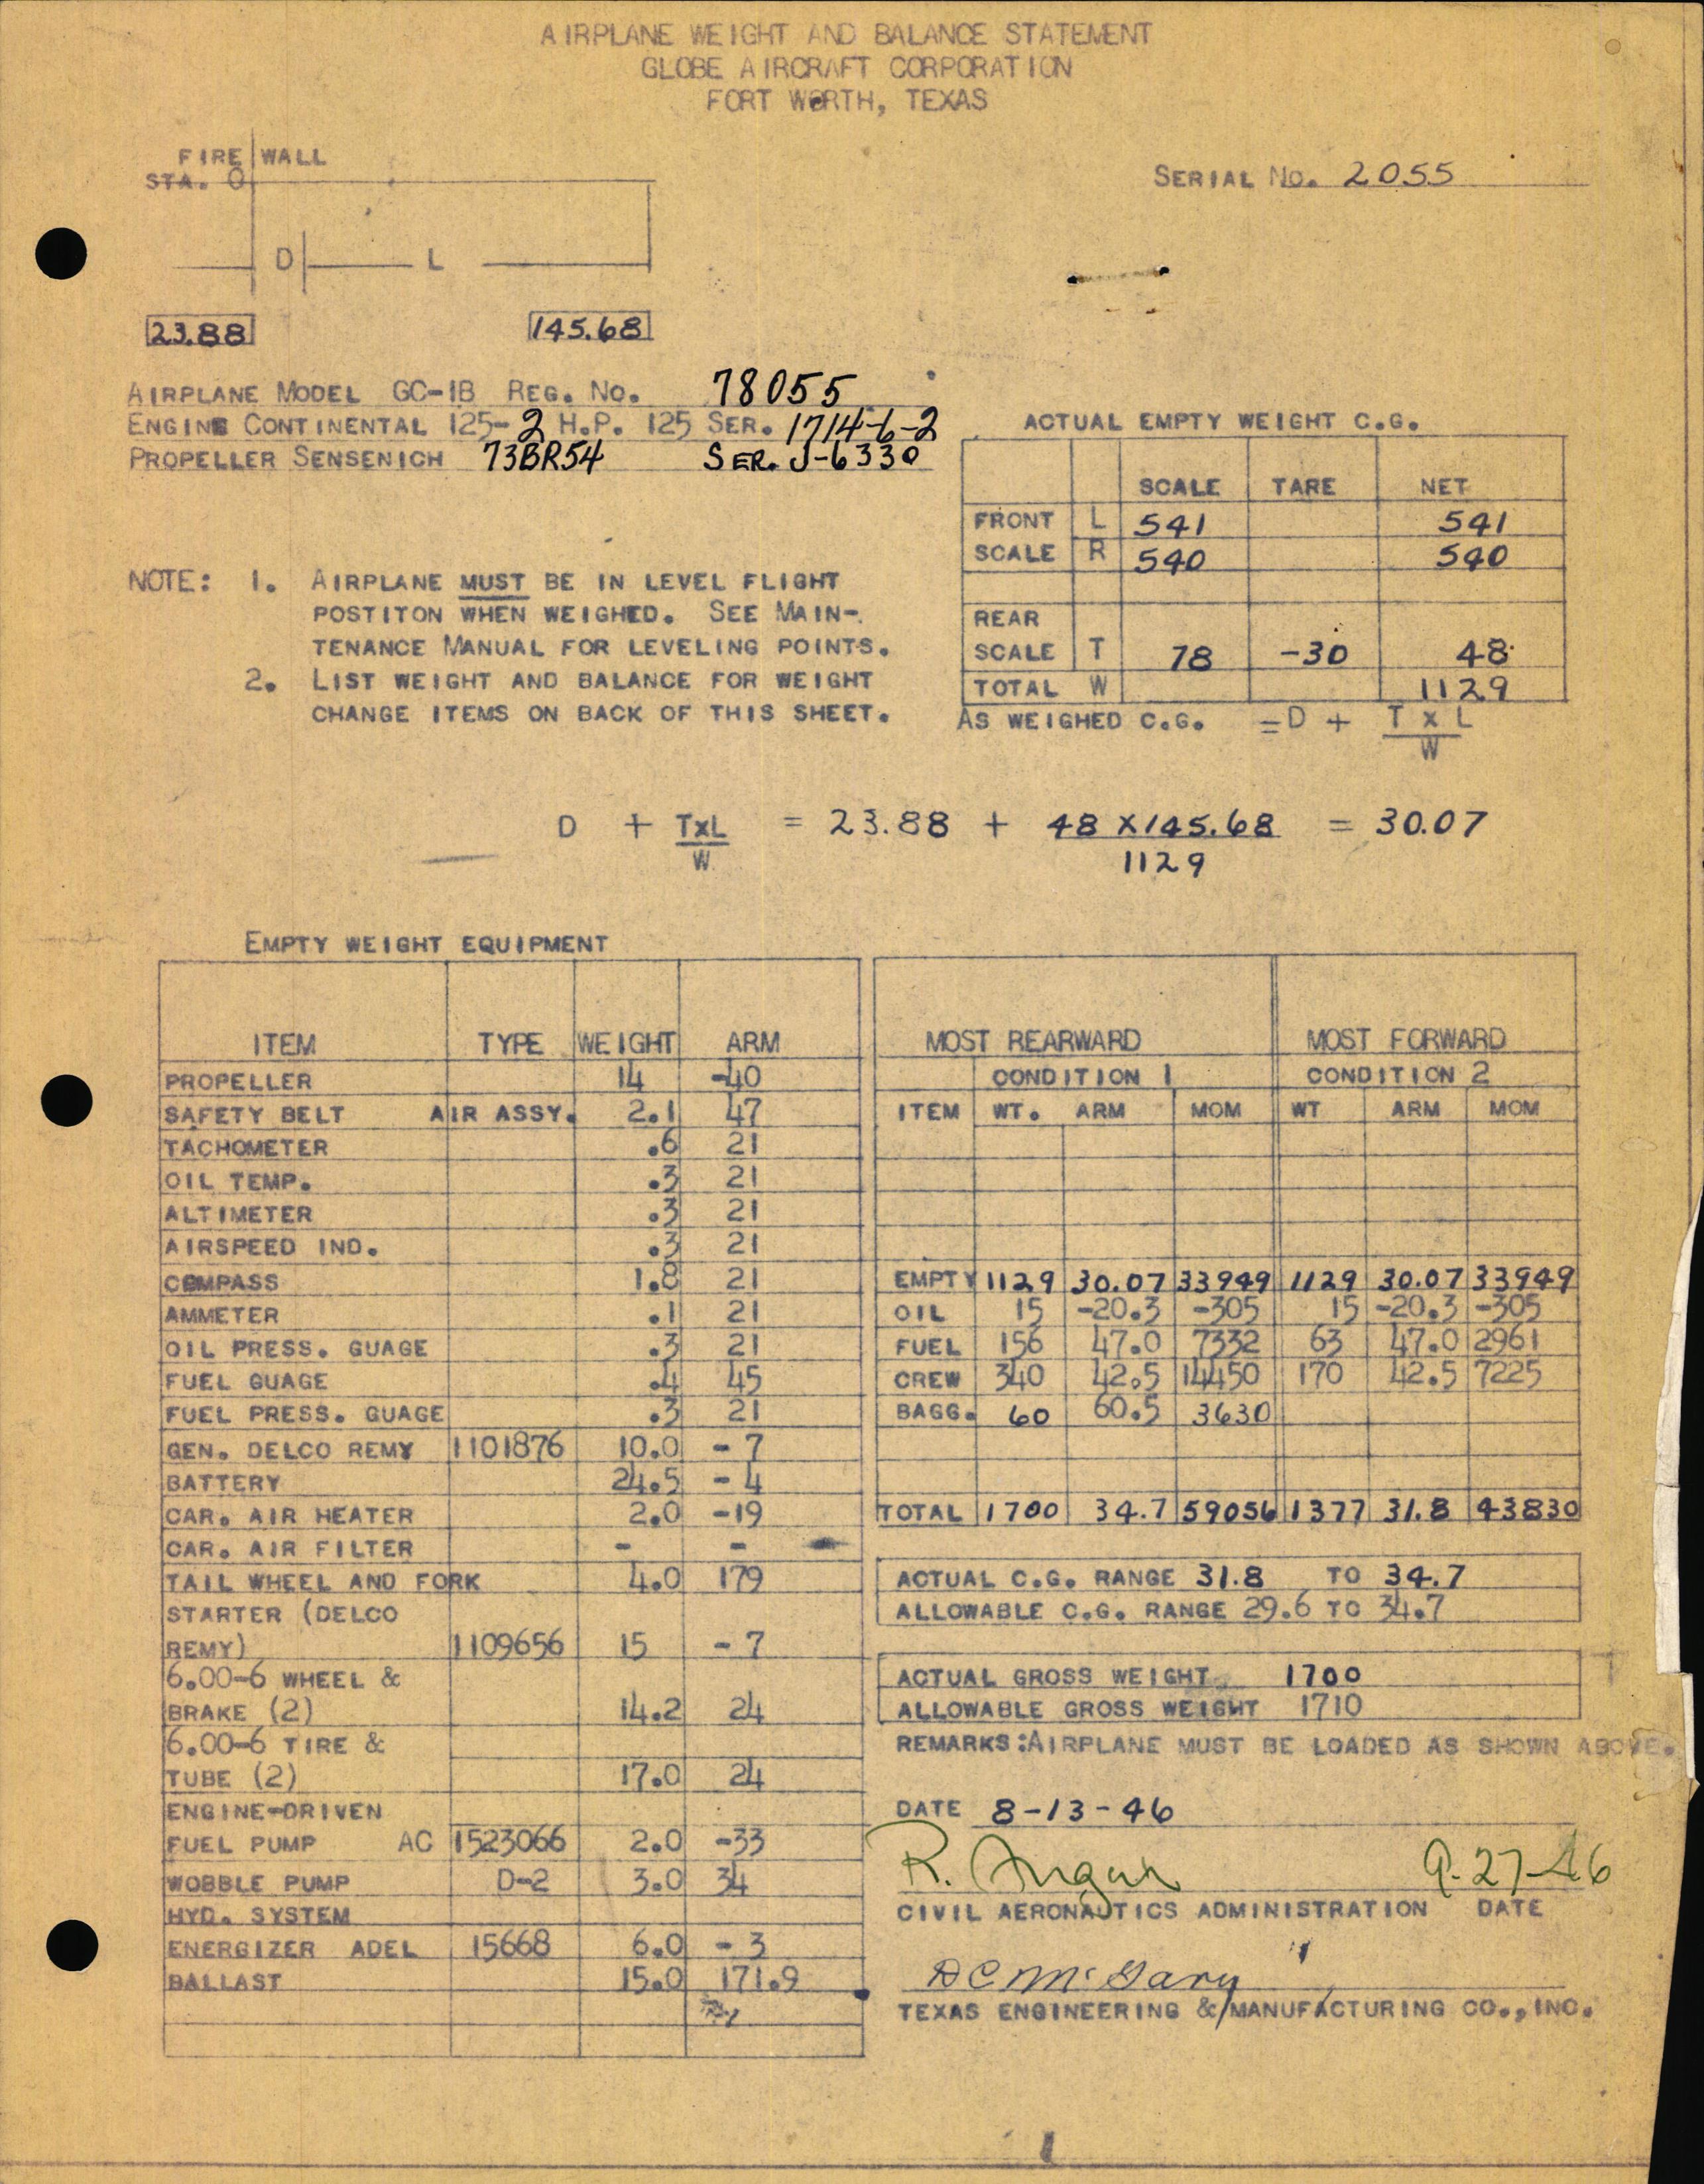 AIRPLANE WEIGHT AND BALANCE STATEMENT
GLOBE AIRCRAFT CORPORATION
FORT WORTH, TEXAS
FIRE WALL
STA. 0
SERIAL NO. 2055
D L
23.88 145.68
AIRPLANE MODEL GC-1B REG. NO. 78055
ENGINE CONTINENTAL 125-2 H.P. 125 SER. 1714-6-2
PROPELLER SENSENICH 73BR54 SER. J-6330
ACTUAL EMPTY WEIGHT C.G.
SCALE TARE NET
FRONT L 541 541
SCALE R 540 540
REAR
SCALE T 78 -30 48
TOTAL W 1129
AS WEIGHED C.G. = D + T X L
W
NOTE: 1. AIRPLANE MUST BE IN LEVEL FLIGHT
POSTITON WHEN WEIGHED. SEE MAIN-
TENANCE MANUAL FOR LEVELING POINTS.
2. LIST WEIGHT AND BALANCE FOR WEIGHT
CHANGE ITEMS ON BACK OF THIS SHEET.
D + TxL = 23.88 + 48 X 145.68 = 30.07
W 1129
EMPTY WEIGHT EQUIPMENT
ITEM TYPE WEIGHT ARM
PROPELLER 14 -40
SAFETY BELT AIR ASSY. 2.1 47
TACHOMETER .6 21
OIL TEMP. .3 21
ALTIMETER .3 21
AIRSPEED IND. .3 21
COMPASS 1.8 21
AMMETER .1 21
OIL PRESS. GUAGE .3 21
FUEL GUAGE .4 45
FUEL PRESS. GUAGE .3 21
GEN. DELCO REMY 1101876 10.0 - 7
BATTERY 24.5 - 4
CAR. AIR HEATER 2.0 -19
CAR. AIR FILTER - -
TAIL WHEEL AND FORK 4.0 179
STARTER (DELCO
REMY) 1109656 15 - 7
6.00-6 WHEEL &
BRAKE (2) 14.2 24
6.00-6 TIRE &
TUBE (2) 17.0 24
ENGINE-DRIVEN
FUEL PUMP AC 1523066 2.0 -33
WOBBLE PUMP D-2 3.0 34
HYD. SYSTEM
ENERGIZER ADEL 15668 6.0 - 3
BALLAST 15.0 171.9
MOST REARWARD MOST FORWARD
CONDITION 1 CONDITION 2
ITEM WT. ARM MOM WT ARM MOM
EMPTY 1129 30.07 33949 1129 30.07 33949
OIL 15 -20.3 -305 15 -20.3 -305
FUEL 156 47.0 7332 63 47.0 2961
CREW 340 42.5 14450 170 42.5 7225
BAGG. 60 60.5 3630
TOTAL 1700 34.7 59056 1377 31.8 43830
ACTUAL C.G. RANGE 31.8 TO 34.7
ALLOWABLE C.G. RANGE 29.6 TO 34.7
ACTUAL GROSS WEIGHT 1700
ALLOWABLE GROSS WEIGHT 1710
REMARKS:AIRPLANE MUST BE LOADED AS SHOWN ABOVE.
DATE 8-13-46
R. 9-27-46
CIVIL AERONAUTICS ADMINISTRATION DATE
DC McGary
TEXAS ENGINEERING & MANUFACTURING CO., INC.
1